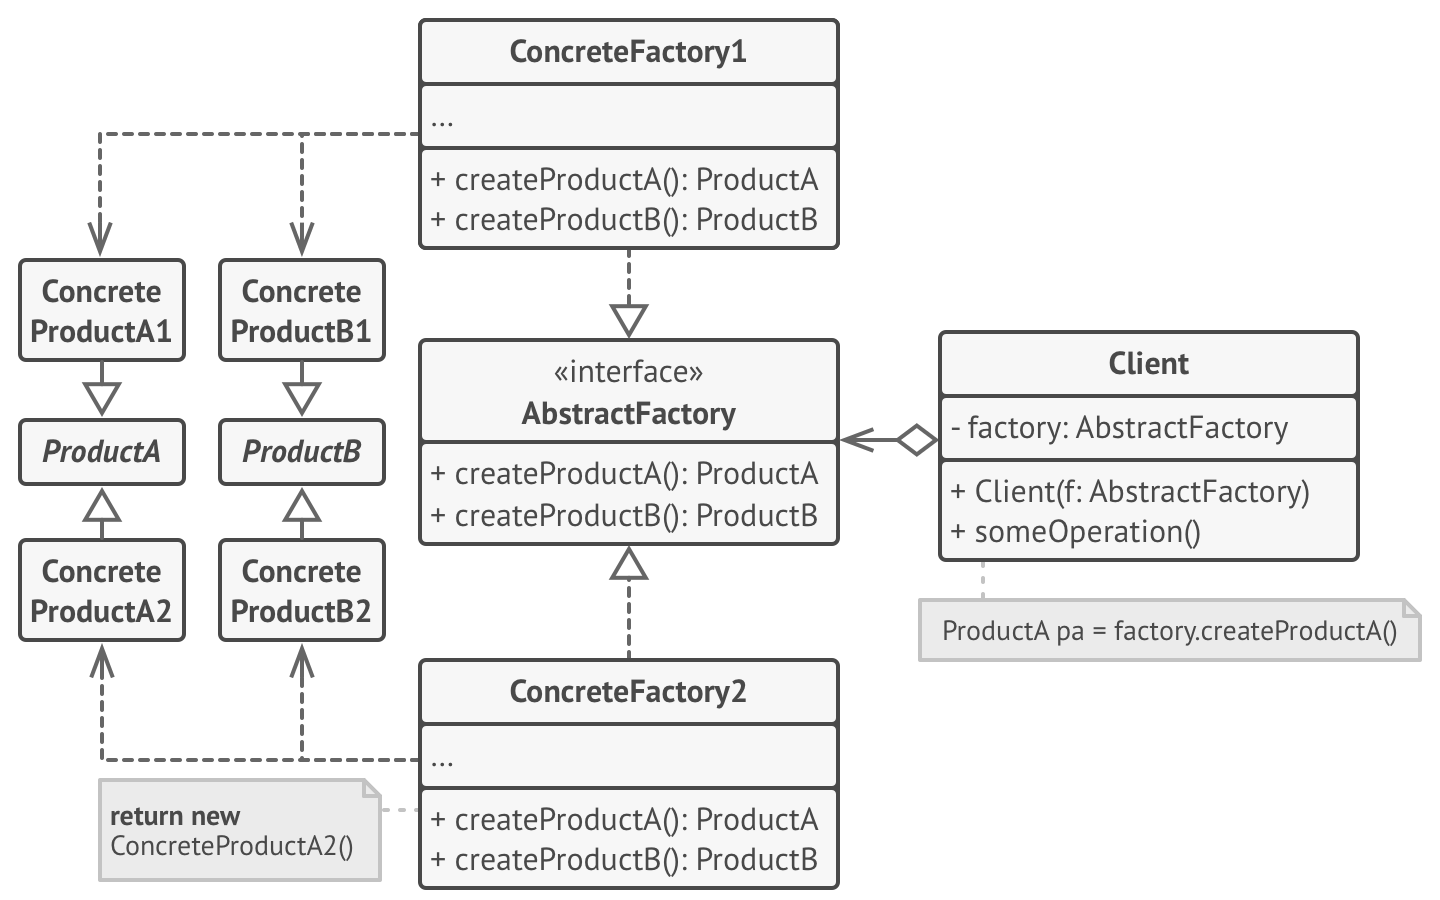 ConcreteFactory1
...
+ createProductA(): ProductA
+ createProductB(): ProductB
Concrete
ProductA1
Concrete
ProductB1
ProductA
ProductB
Concrete
ProductA2
Concrete
ProductB2
«interface»
AbstractFactory
+ createProductA(): ProductA
+ createProductB(): ProductB
Client
- factory: AbstractFactory
+ Client(f: AbstractFactory)
+ someOperation()
ProductA pa = factory.createProductA()
ConcreteFactory2
...
+ createProductA(): ProductA
+ createProductB(): ProductB
return new
ConcreteProductA2()